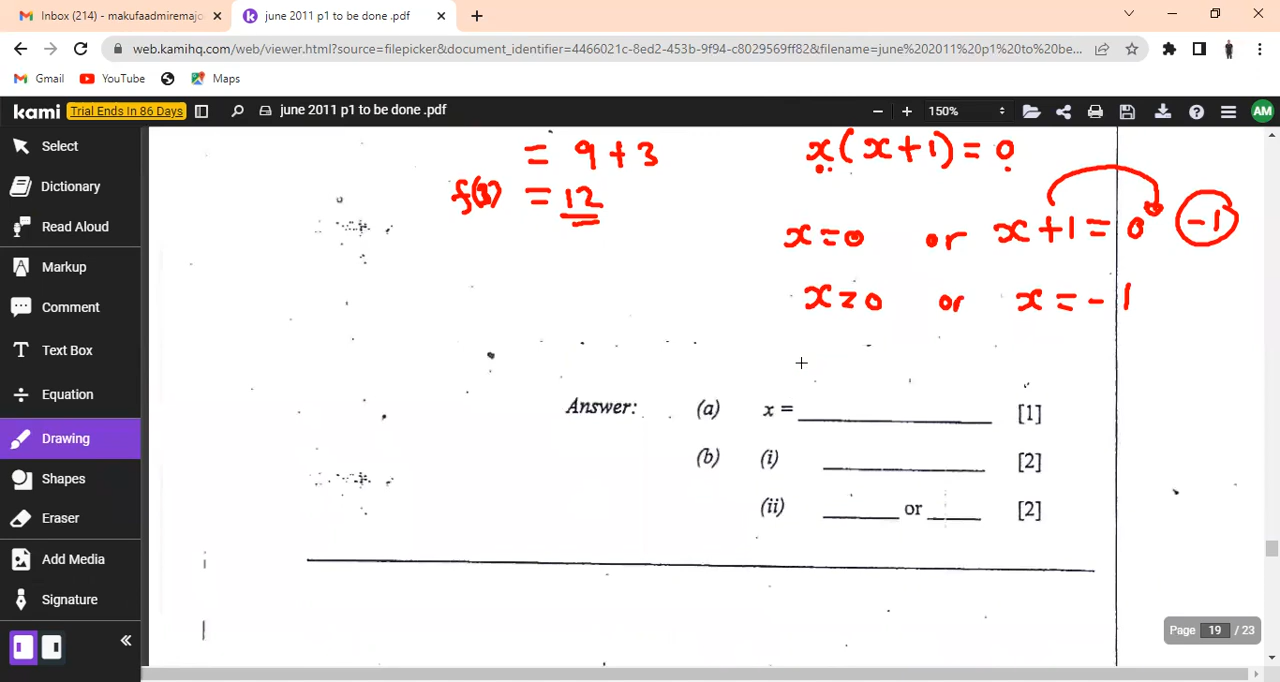 Inbox (214) - makufaadmiremajo
june 2011 p1 to be done .pdf
web.kamihq.com/web/viewer.html?source=filepicker&document_identifier=4466021c-8ed2-453b-9f94-c8029569ff82&filename=june%202011%20p1%20to%20be...
Gmail YouTube Maps
kami Trial Ends In 86 Days june 2011 p1 to be done .pdf 150% AM
Select
Dictionary
Read Aloud
Markup
Comment
Text Box
Equation
Drawing
Shapes
Eraser
Add Media
Signature
= 9 + 3
f(3) = 12
x(x+1) = 0
x = 0 or x + 1 = 0 -1
x = 0 or x = - 1
Answer: (a) x = [1]
(b) (i) [2]
(ii) or [2]
Page 19 / 23